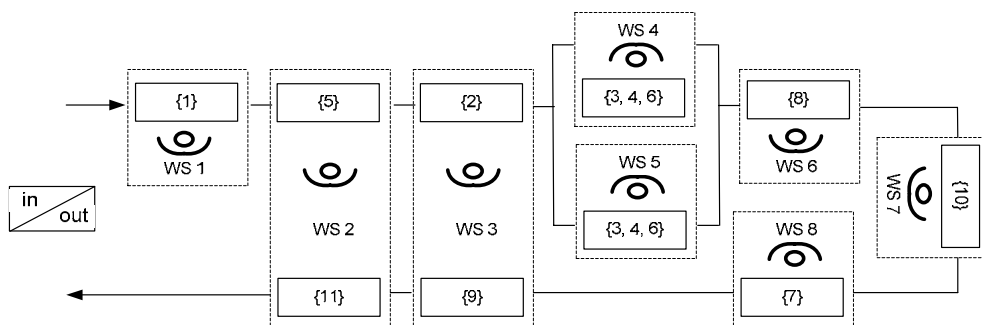 WS 4
{1}
{5}
{2}
{3, 4, 6}
{8}
WS 1
WS 5
WS 6
{10}
WS 7
in
out
WS 2
WS 3
{3, 4, 6}
WS 8
{11}
{9}
{7}